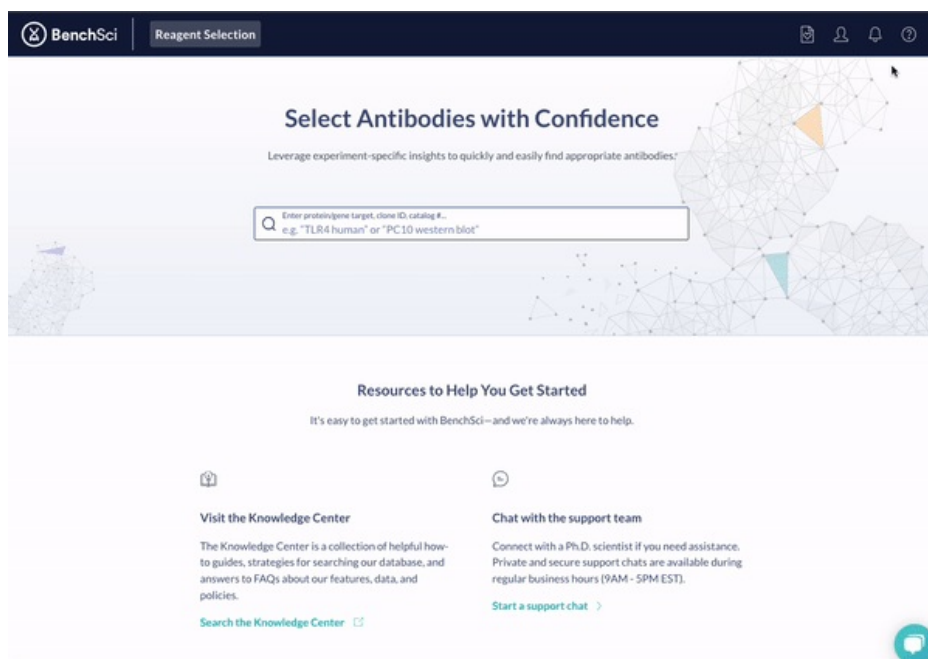 BenchSci
Reagent Selection
Select Antibodies with Confidence
Leverage experiment-specific insights to quickly and easily find appropriate antibodies.
Enter protein/gene target, clone ID, catalog #...
e.g. "TLR4 human" or "PC10 western blot"
Resources to Help You Get Started
It's easy to get started with BenchSci—and we're always here to help.
Visit the Knowledge Center
The Knowledge Center is a collection of helpful how-
to guides, strategies for searching our database, and
answers to FAQs about our features, data, and
policies.
Search the Knowledge Center
Chat with the support team
Connect with a Ph.D. scientist if you need assistance.
Private and secure support chats are available during
regular business hours (9AM - 5PM EST).
Start a support chat